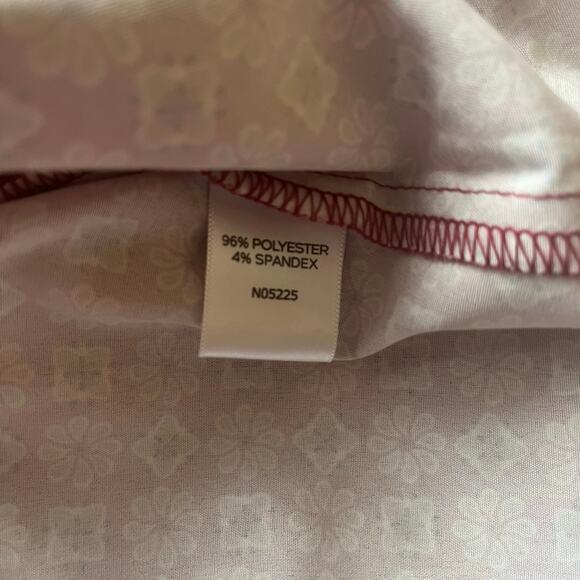 96% POLYESTER
4% SPANDEX
N05225